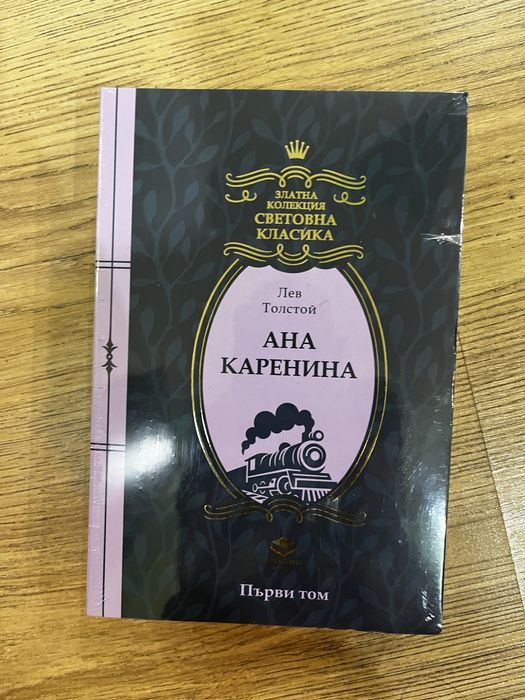 ЗЛАТНА
КОЛЕКЦИЯ
СВЕТОВНА
КЛАСИКА
Лев
Толстой
АНА
КАРЕНИНА
Първи том